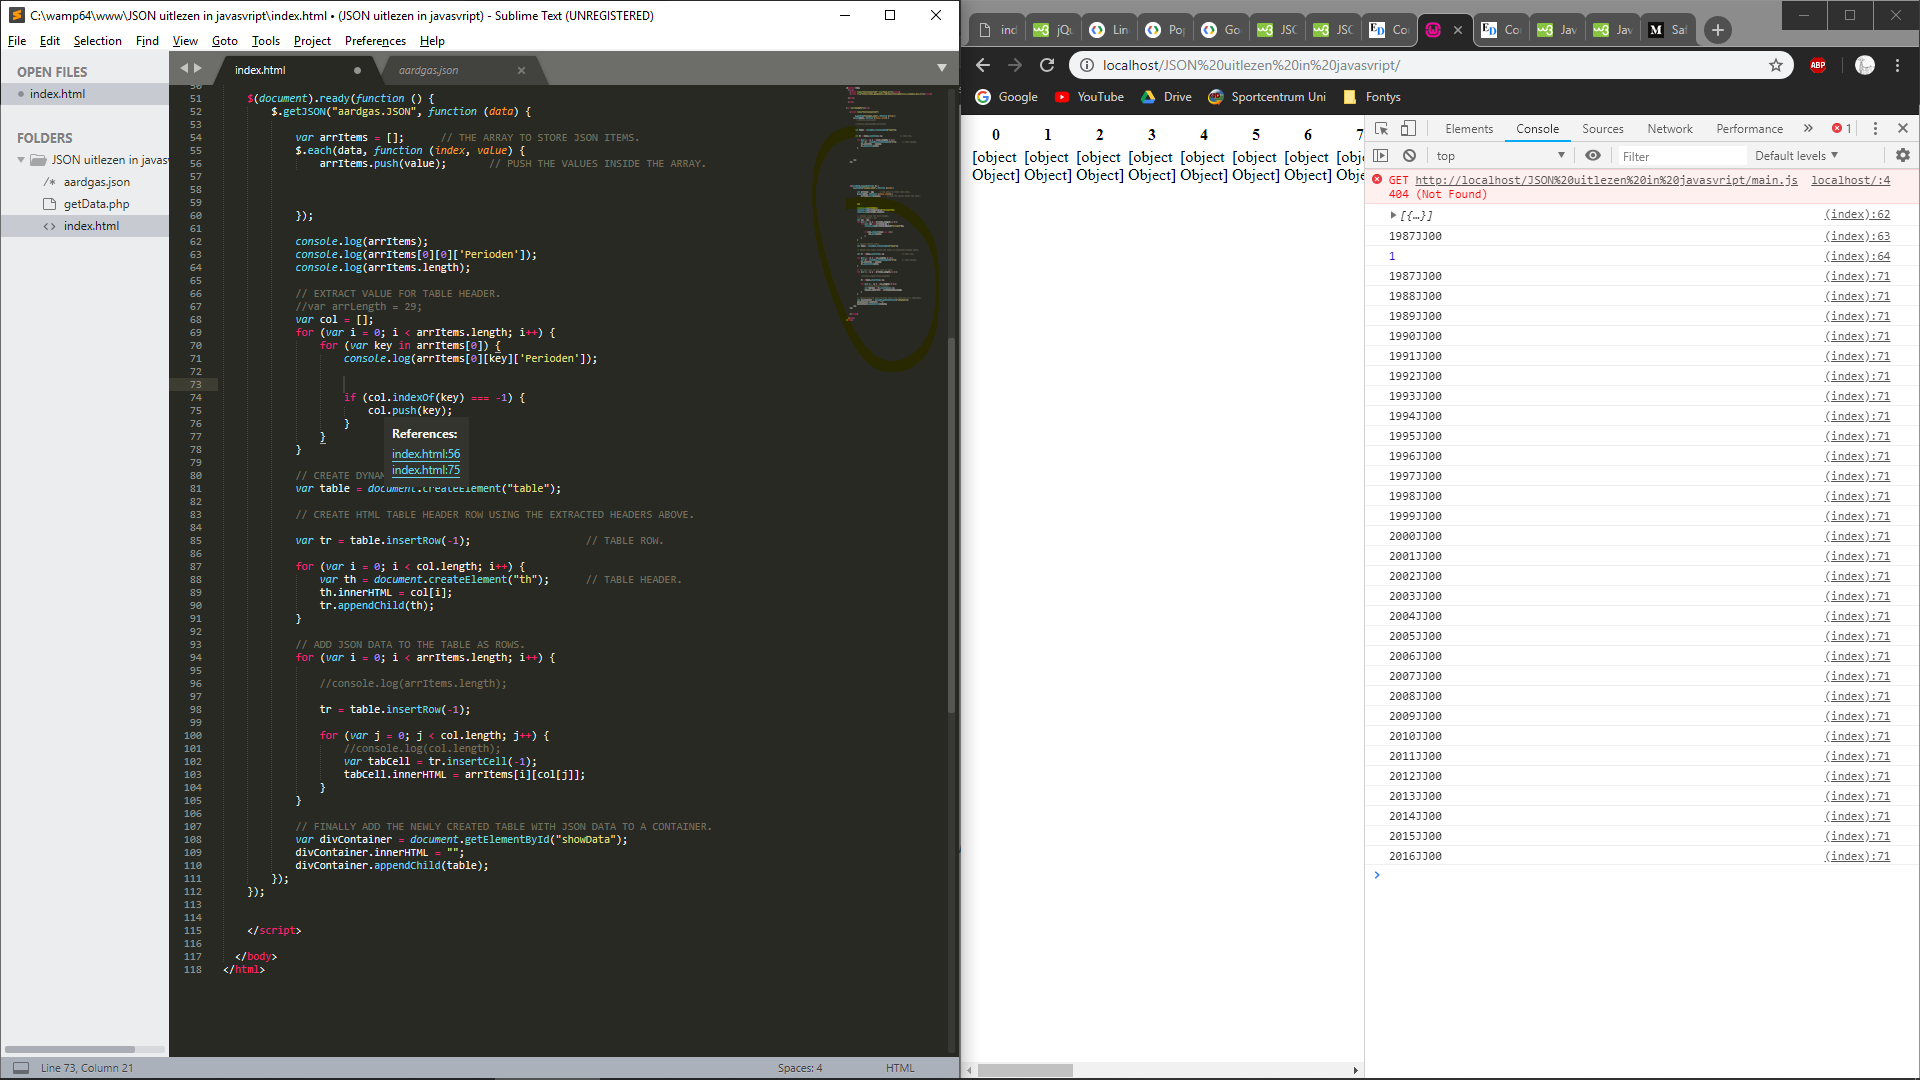 C:\wamp64\www\JSON uitlezen in javasvript\index.html • (JSON uitlezen in javasvript) - Sublime Text (UNREGISTERED)
File Edit Selection Find View Goto Tools Project Preferences Help
OPEN FILES
index.html
FOLDERS
JSON uitlezen in javas
/* aardgas.json
getData.php
<> index.html
index.html
aardgas.json
50
51 $(document).ready(function () {
52 $.getJSON("aardgas.JSON", function (data) {
53
54 var arrItems = []; // THE ARRAY TO STORE JSON ITEMS.
55 $.each(data, function (index, value) {
56 arrItems.push(value); // PUSH THE VALUES INSIDE THE ARRAY.
57
58
59
60 });
61
62 console.log(arrItems);
63 console.log(arrItems[0][0]['Perioden']);
64 console.log(arrItems.length);
65
66 // EXTRACT VALUE FOR TABLE HEADER.
67 //var arrLength = 29;
68 var col = [];
69 for (var i = 0; i < arrItems.length; i++) {
70 for (var key in arrItems[0]) {
71 console.log(arrItems[0][key]['Perioden']);
72
73
74 if (col.indexOf(key) === -1) {
75 col.push(key);
76 }
77 }
78 }
79
80 // CREATE DYNA
81 var table = document.createElement("table");
82
83 // CREATE HTML TABLE HEADER ROW USING THE EXTRACTED HEADERS ABOVE.
84
85 var tr = table.insertRow(-1); // TABLE ROW.
86
87 for (var i = 0; i < col.length; i++) {
88 var th = document.createElement("th"); // TABLE HEADER.
89 th.innerHTML = col[i];
90 tr.appendChild(th);
91 }
92
93 // ADD JSON DATA TO THE TABLE AS ROWS.
94 for (var i = 0; i < arrItems.length; i++) {
95
96 //console.log(arrItems.length);
97
98 tr = table.insertRow(-1);
99
100 for (var j = 0; j < col.length; j++) {
101 //console.log(col.length);
102 var tabCell = tr.insertCell(-1);
103 tabCell.innerHTML = arrItems[i][col[j]];
104 }
105 }
106
107 // FINALLY ADD THE NEWLY CREATED TABLE WITH JSON DATA TO A CONTAINER.
108 var divContainer = document.getElementById("showData");
109 divContainer.innerHTML = "";
110 divContainer.appendChild(table);
111 });
112 });
113
114
115 </script>
116
117 </body>
118 </html>
References:
index.html:56
index.html:75
Line 73, Column 21
Spaces: 4
HTML
ind jQu Lin Pop Go JSC JSC Co Co Jav Jav Saf
localhost/JSON%20uitlezen%20in%20javasvript/
ABP
Google YouTube Drive Sportcentrum Uni Fontys
0 1 2 3 4 5 6 7
[object [object [object [object [object [object [object [obj
Object] Object] Object] Object] Object] Object] Object] Obje
Elements Console Sources Network Performance » 1
top Filter Default levels
GET http://localhost/JSON%20uitlezen%20in%20javasvript/main.js localhost/:4
404 (Not Found)
[{…}] (index):62
1987JJ00 (index):63
1 (index):64
1987JJ00 (index):71
1988JJ00 (index):71
1989JJ00 (index):71
1990JJ00 (index):71
1991JJ00 (index):71
1992JJ00 (index):71
1993JJ00 (index):71
1994JJ00 (index):71
1995JJ00 (index):71
1996JJ00 (index):71
1997JJ00 (index):71
1998JJ00 (index):71
1999JJ00 (index):71
2000JJ00 (index):71
2001JJ00 (index):71
2002JJ00 (index):71
2003JJ00 (index):71
2004JJ00 (index):71
2005JJ00 (index):71
2006JJ00 (index):71
2007JJ00 (index):71
2008JJ00 (index):71
2009JJ00 (index):71
2010JJ00 (index):71
2011JJ00 (index):71
2012JJ00 (index):71
2013JJ00 (index):71
2014JJ00 (index):71
2015JJ00 (index):71
2016JJ00 (index):71